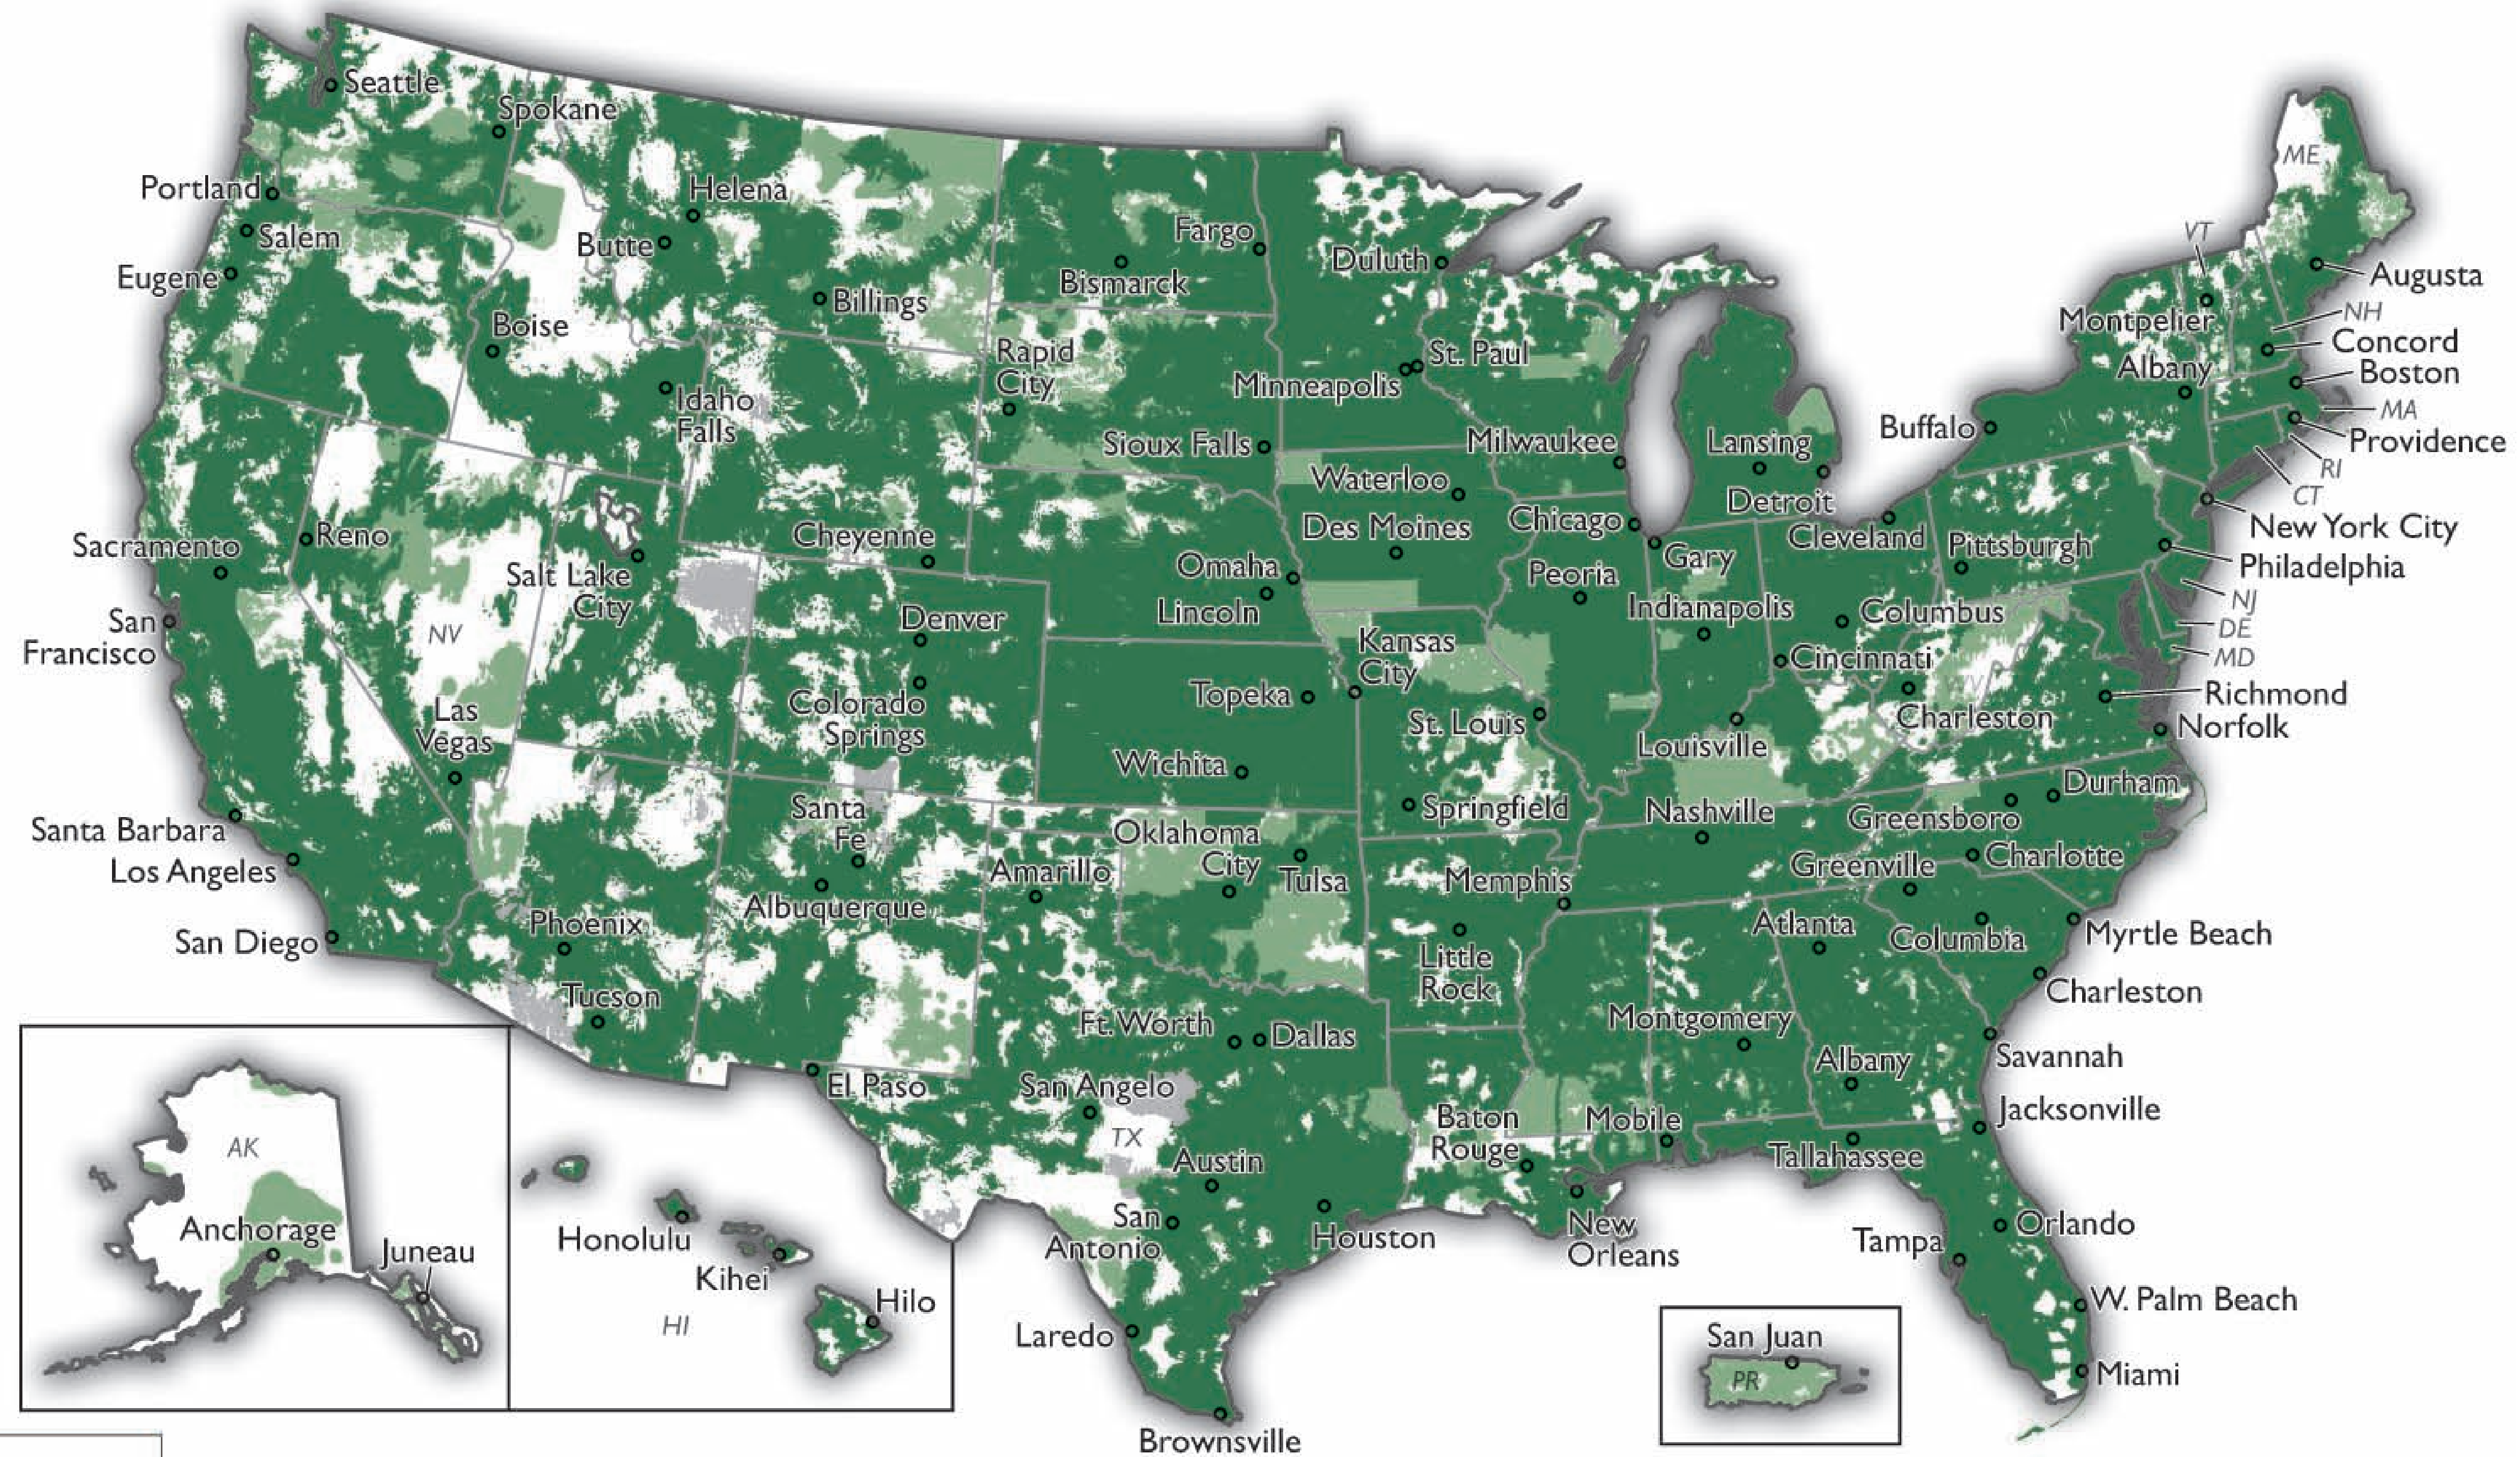 Seattle
Spokane
Portland
Salem
Eugene
Helena
Butte
Billings
Boise
Idaho
Falls
Fargo
Bismarck
Duluth
Rapid
City
St. Paul
Minneapolis
Sioux Falls
Milwaukee
Lansing
Detroit
Waterloo
Des Moines
Chicago
Gary
Cleveland
Pittsburgh
Buffalo
ME
VT
Augusta
NH
Montpelier
Concord
Albany
Boston
MA
Providence
RI
CT
New York City
Philadelphia
NJ
DE
MD
Richmond
Norfolk
Sacramento
Reno
San
Francisco
NV
Salt Lake
City
Cheyenne
Denver
Colorado
Springs
Omaha
Lincoln
Peoria
Indianapolis
Columbus
Cincinnati
WV
Charleston
Kansas
City
Topeka
St. Louis
Louisville
Wichita
Springfield
Nashville
Durham
Greensboro
Las
Vegas
Santa Barbara
Los Angeles
San Diego
Santa
Fe
Albuquerque
Amarillo
Oklahoma
City
Tulsa
Memphis
Little
Rock
Greenville
Charlotte
Atlanta
Columbia
Myrtle Beach
Charleston
Phoenix
Tucson
El Paso
Ft. Worth
Dallas
San Angelo
TX
Austin
San
Antonio
Houston
Laredo
Brownsville
Montgomery
Albany
Savannah
Jacksonville
Baton
Rouge
Mobile
Tallahassee
New
Orleans
Tampa
Orlando
W. Palm Beach
Miami
AK
Anchorage
Juneau
Honolulu
Kihei
Hilo
HI
San Juan
PR